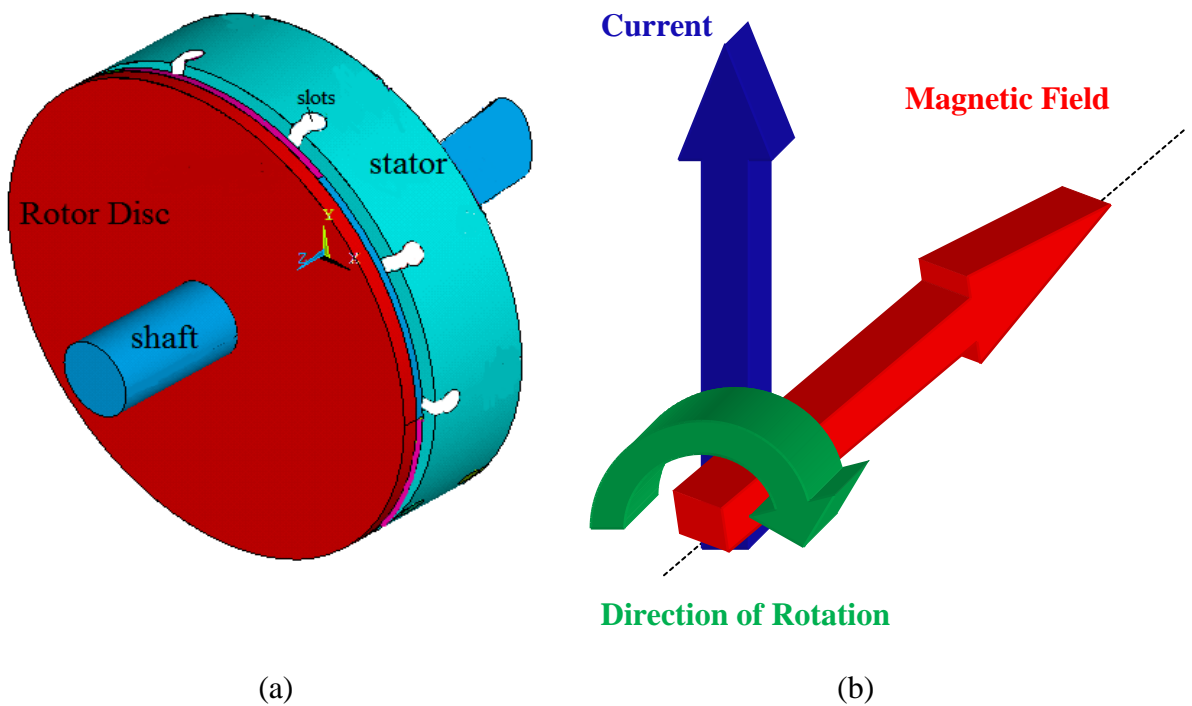 Current
Magnetic Field
slots
stator
Rotor Disc
Y
Z
X
shaft
Direction of Rotation
(a)
(b)